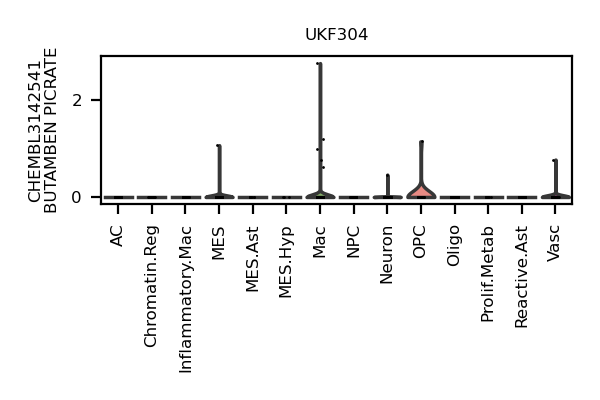 UKF304
CHEMBL3142541
BUTAMBEN PICRATE
2
0
AC
Chromatin.Reg
Inflammatory.Mac
MES
MES.Ast
MES.Hyp
Mac
NPC
Neuron
OPC
Oligo
Prolif.Metab
Reactive.Ast
Vasc